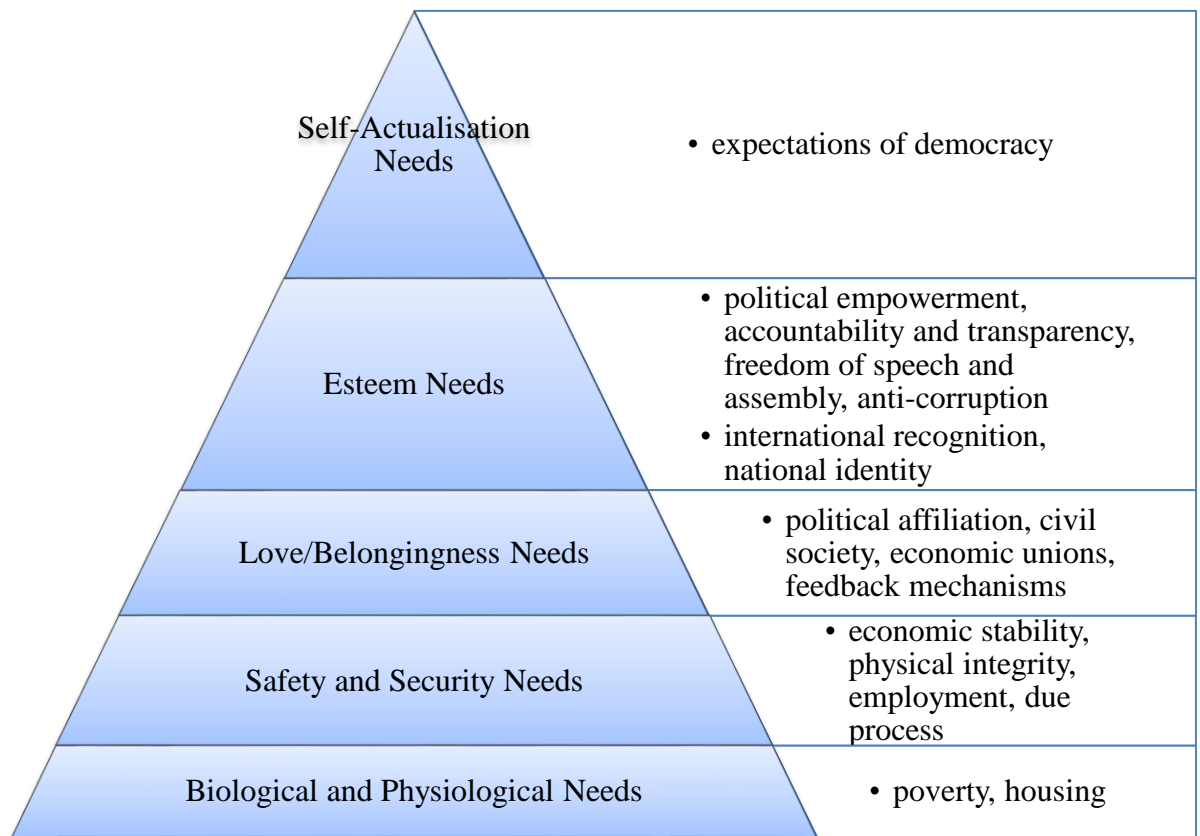 Self-Actualisation
Needs
• expectations of democracy
Esteem Needs
• political empowerment,
accountability and transparency,
freedom of speech and
assembly, anti-corruption
• international recognition,
national identity
Love/Belongingness Needs
• political affiliation, civil
society, economic unions,
feedback mechanisms
Safety and Security Needs
• economic stability,
physical integrity,
employment, due
process
Biological and Physiological Needs
• poverty, housing